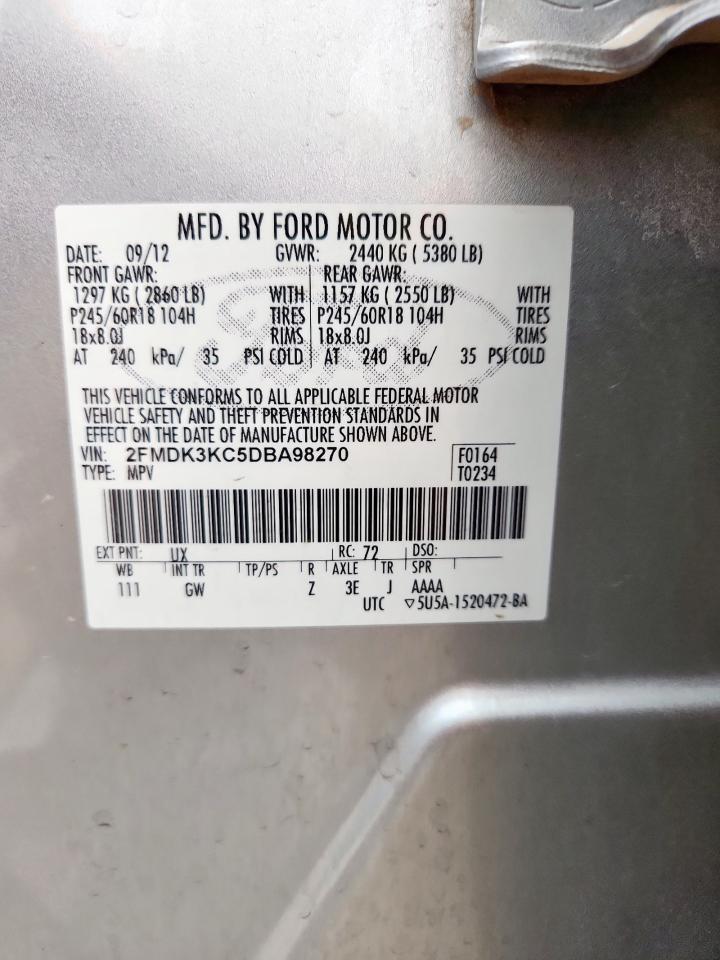 MFD. BY FORD MOTOR CO.
DATE: 09/12 GVWR: 2440 KG ( 5380 LB)
FRONT GAWR: REAR GAWR:
1297 KG ( 2860 LB) WITH 1157 KG ( 2550 LB) WITH
P245/60R18 104H TIRES P245/60R18 104H TIRES
18x8.0J RIMS 18x8.0J RIMS
AT 240 kPa/ 35 PSI COLD AT 240 kPa/ 35 PSI COLD
THIS VEHICLE CONFORMS TO ALL APPLICABLE FEDERAL MOTOR
VEHICLE SAFETY AND THEFT PREVENTION STANDARDS IN
EFFECT ON THE DATE OF MANUFACTURE SHOWN ABOVE.
VIN: 2FMDK3KC5DBA98270 F0164
TYPE: MPV T0234
EXT PNT: UX RC: 72 DSO:
WB INT TR TP/PS R AXLE TR SPR
111 GW Z 3E J AAAA
UTC ▽5U5A-1520472-BA
Ford